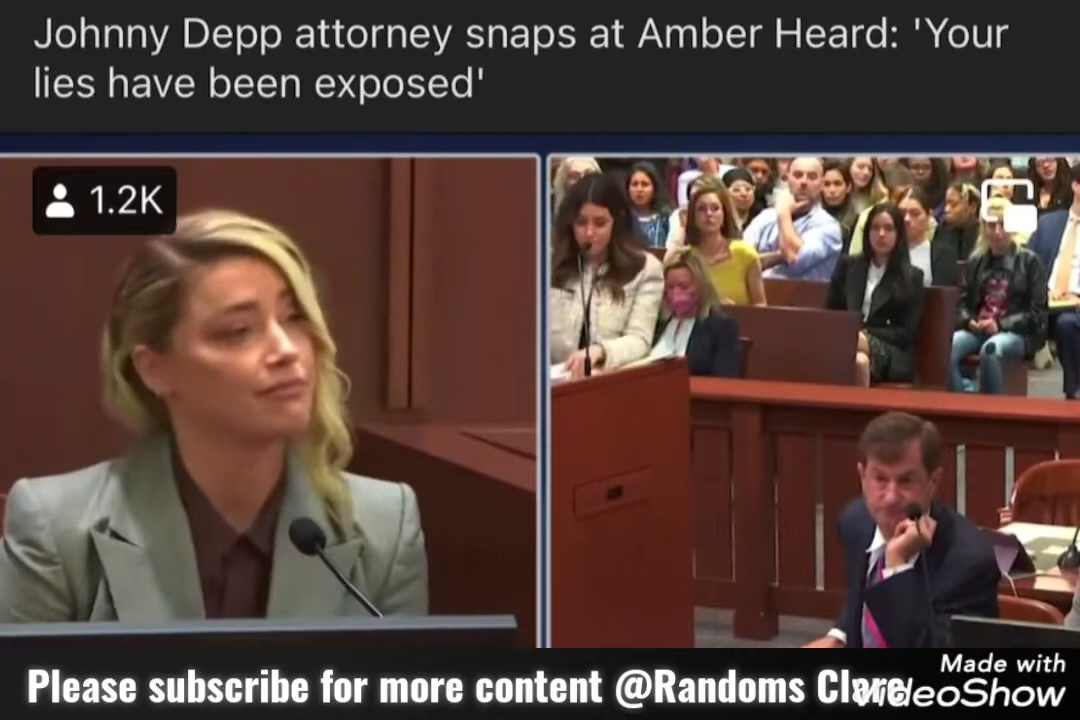 Johnny Depp attorney snaps at Amber Heard: 'Your
lies have been exposed'
1.2K
Please subscribe for more content @Randoms Clare
Made with
VideoShow